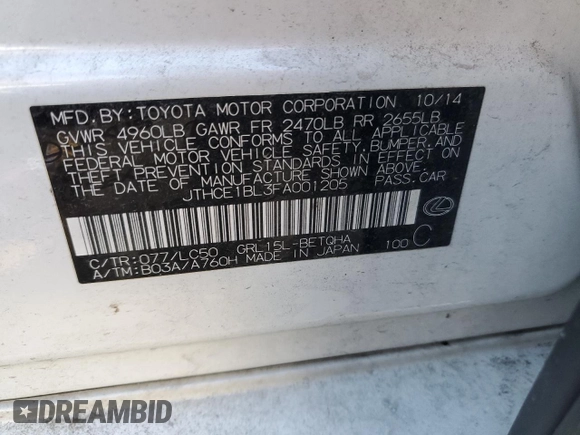 MFD.BY:TOYOTA MOTOR CORPORATION 10/14
GVWR 4960LB GAWR FR 2470LB RR 2655LB
THIS VEHICLE CONFORMS TO ALL APPLICABLE
FEDERAL MOTOR VEHICLE SAFETY,BUMPER,AND
THEFT PREVENTION STANDARDS IN EFFECT ON
THE DATE OF MANUFACTURE SHOWN ABOVE.
JTHCE1BL3FA001205 PASS.CAR
C/TR:077/LC50 GRL15L-BETQHA
A/TM:B03A/A760H MADE IN JAPAN 100 C
DREAMBID